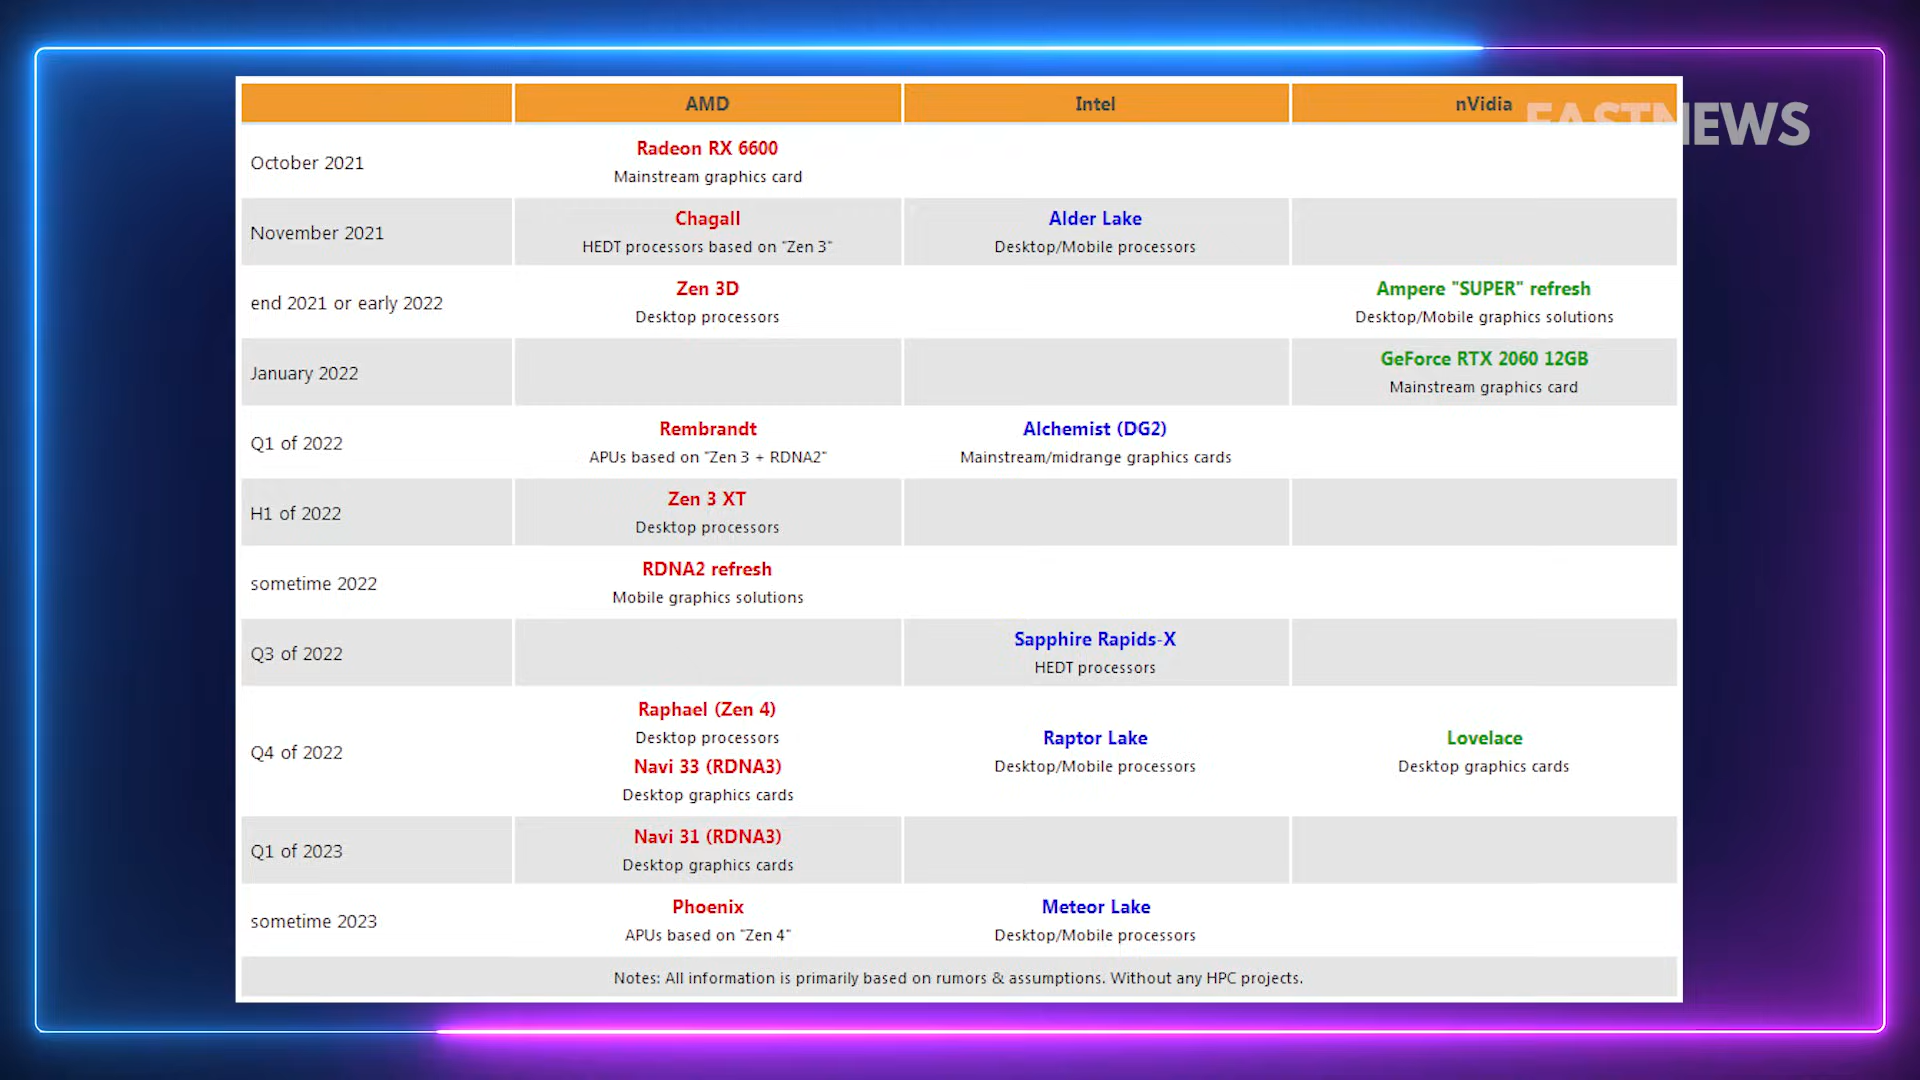 AMD
Intel
nVidia
EASTNEWS
October 2021
Radeon RX 6600
Mainstream graphics card
November 2021
Chagall
HEDT processors based on "Zen 3"
Alder Lake
Desktop/Mobile processors
end 2021 or early 2022
Zen 3D
Desktop processors
Ampere "SUPER" refresh
Desktop/Mobile graphics solutions
January 2022
GeForce RTX 2060 12GB
Mainstream graphics card
Q1 of 2022
Rembrandt
APUs based on "Zen 3 + RDNA2"
Alchemist (DG2)
Mainstream/midrange graphics cards
H1 of 2022
Zen 3 XT
Desktop processors
sometime 2022
RDNA2 refresh
Mobile graphics solutions
Q3 of 2022
Sapphire Rapids-X
HEDT processors
Q4 of 2022
Raphael (Zen 4)
Desktop processors
Navi 33 (RDNA3)
Desktop graphics cards
Raptor Lake
Desktop/Mobile processors
Lovelace
Desktop graphics cards
Q1 of 2023
Navi 31 (RDNA3)
Desktop graphics cards
sometime 2023
Phoenix
APUs based on "Zen 4"
Meteor Lake
Desktop/Mobile processors
Notes: All information is primarily based on rumors & assumptions. Without any HPC projects.